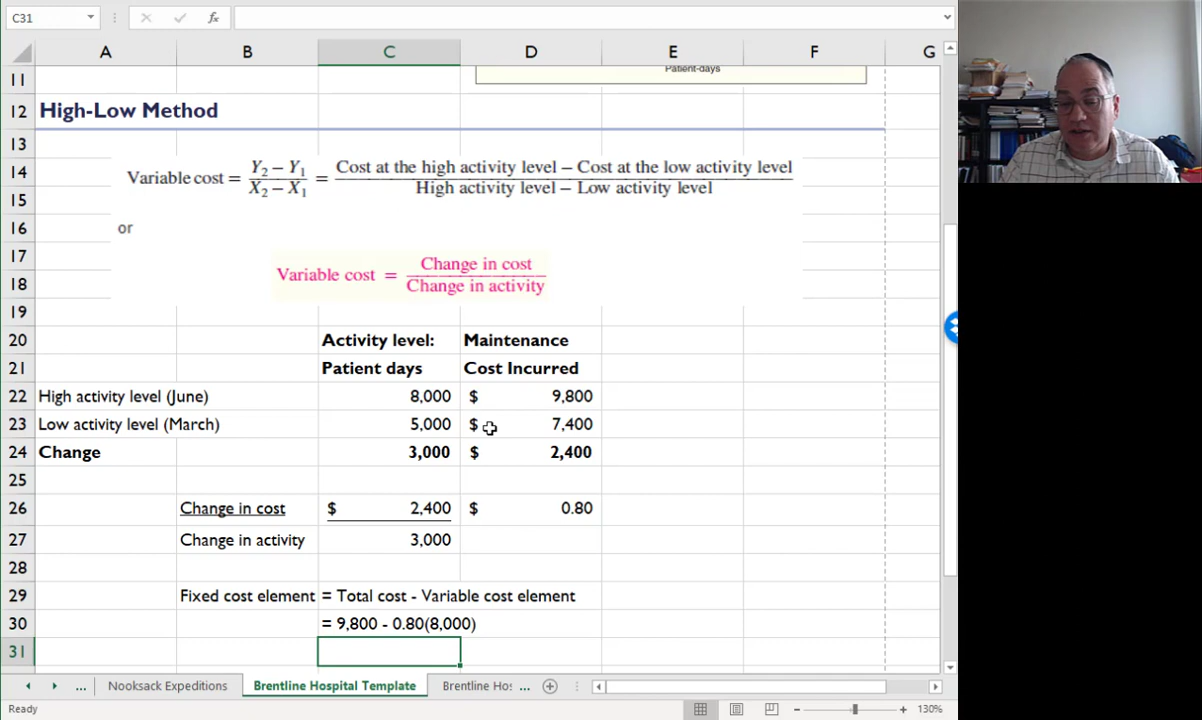 C31
fx
A B C D E F G
11 Patient-days
12 High-Low Method
13
14 Variable cost = Y2 – Y1 / X2 – X1 = Cost at the high activity level – Cost at the low activity level / High activity level – Low activity level
15
16 or
17 Variable cost = Change in cost / Change in activity
18
19
20 Activity level: Maintenance
21 Patient days Cost Incurred
22 High activity level (June) 8,000 $ 9,800
23 Low activity level (March) 5,000 $ 7,400
24 Change 3,000 $ 2,400
25
26 Change in cost $ 2,400 $ 0.80
27 Change in activity 3,000
28
29 Fixed cost element = Total cost - Variable cost element
30 = 9,800 - 0.80(8,000)
31
... Nooksack Expeditions Brentline Hospital Template Brentline Ho: ...
Ready 130%